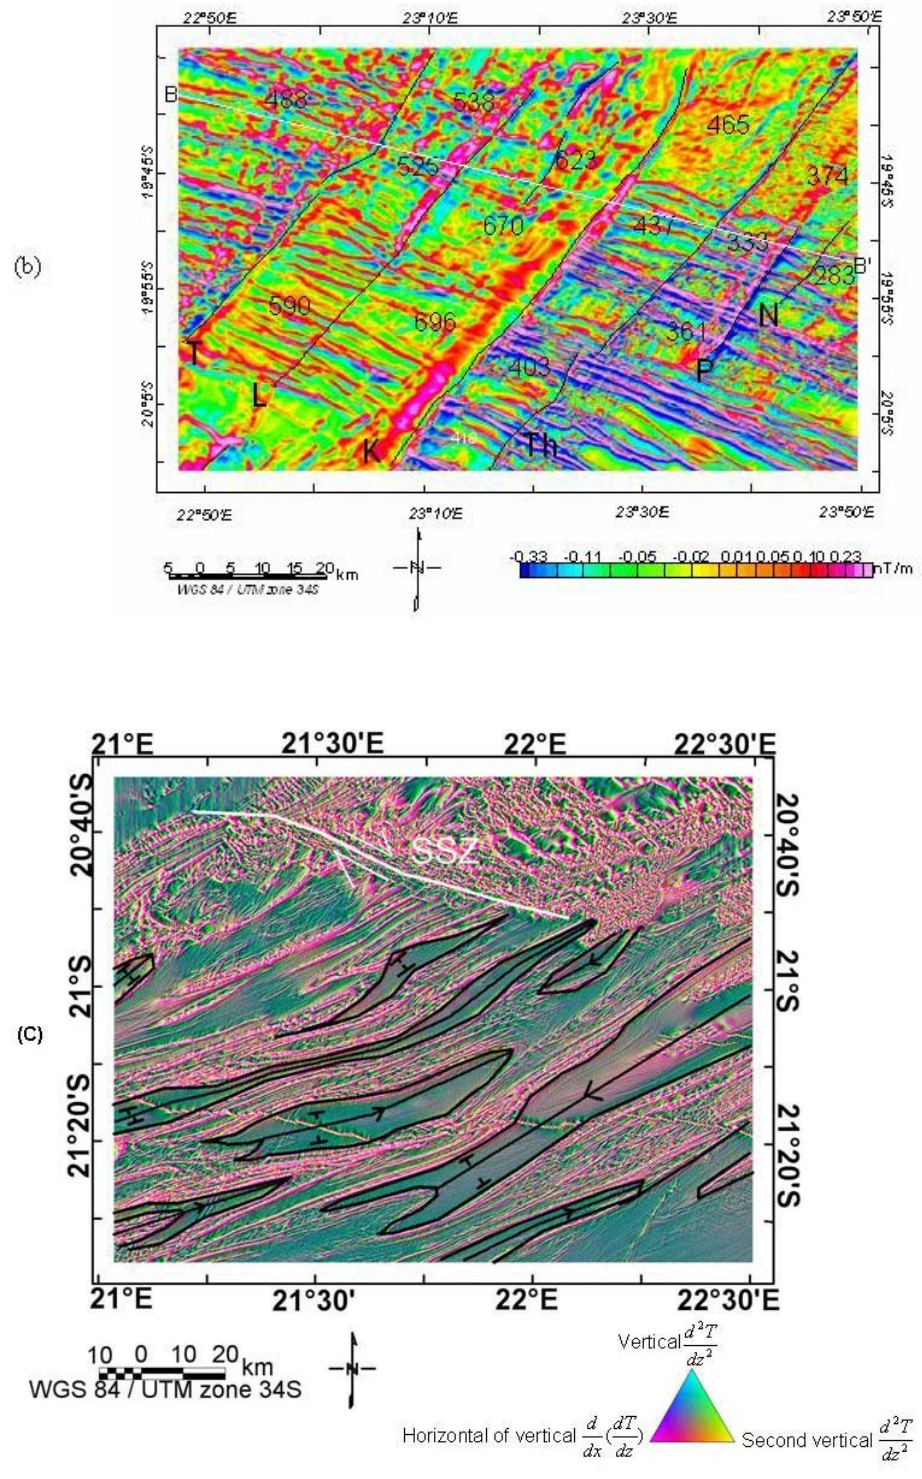 22°50'E 23°10'E 23°30'E 23°50'E
B 488 538 465
525 623 374
19°45'S 19°45'S
670 437 333
(b) B'
283
19°55'S 590 696 361 N 19°55'S
T 403 P
L
20°5'S 20°5'S
K Th
22°50'E 23°10'E 23°30'E 23°50'E
N
-0.33 -0.11 -0.05 -0.02 0.01 0.05 0.10 0.23 nT/m
5 0 5 10 15 20 km
WGS 84 / UTM zone 34S
21°E 21°30'E 22°E 22°30'E
20°40'S 20°40'S
SSZ
21°S 21°S
(C)
21°20'S 21°20'S
21°E 21°30' 22°E 22°30'E
Vertical d²T/dz²
10 0 10 20 km
N
WGS 84 / UTM zone 34S
Horizontal of vertical d/dx(dT/dz) Second vertical d²T/dz²